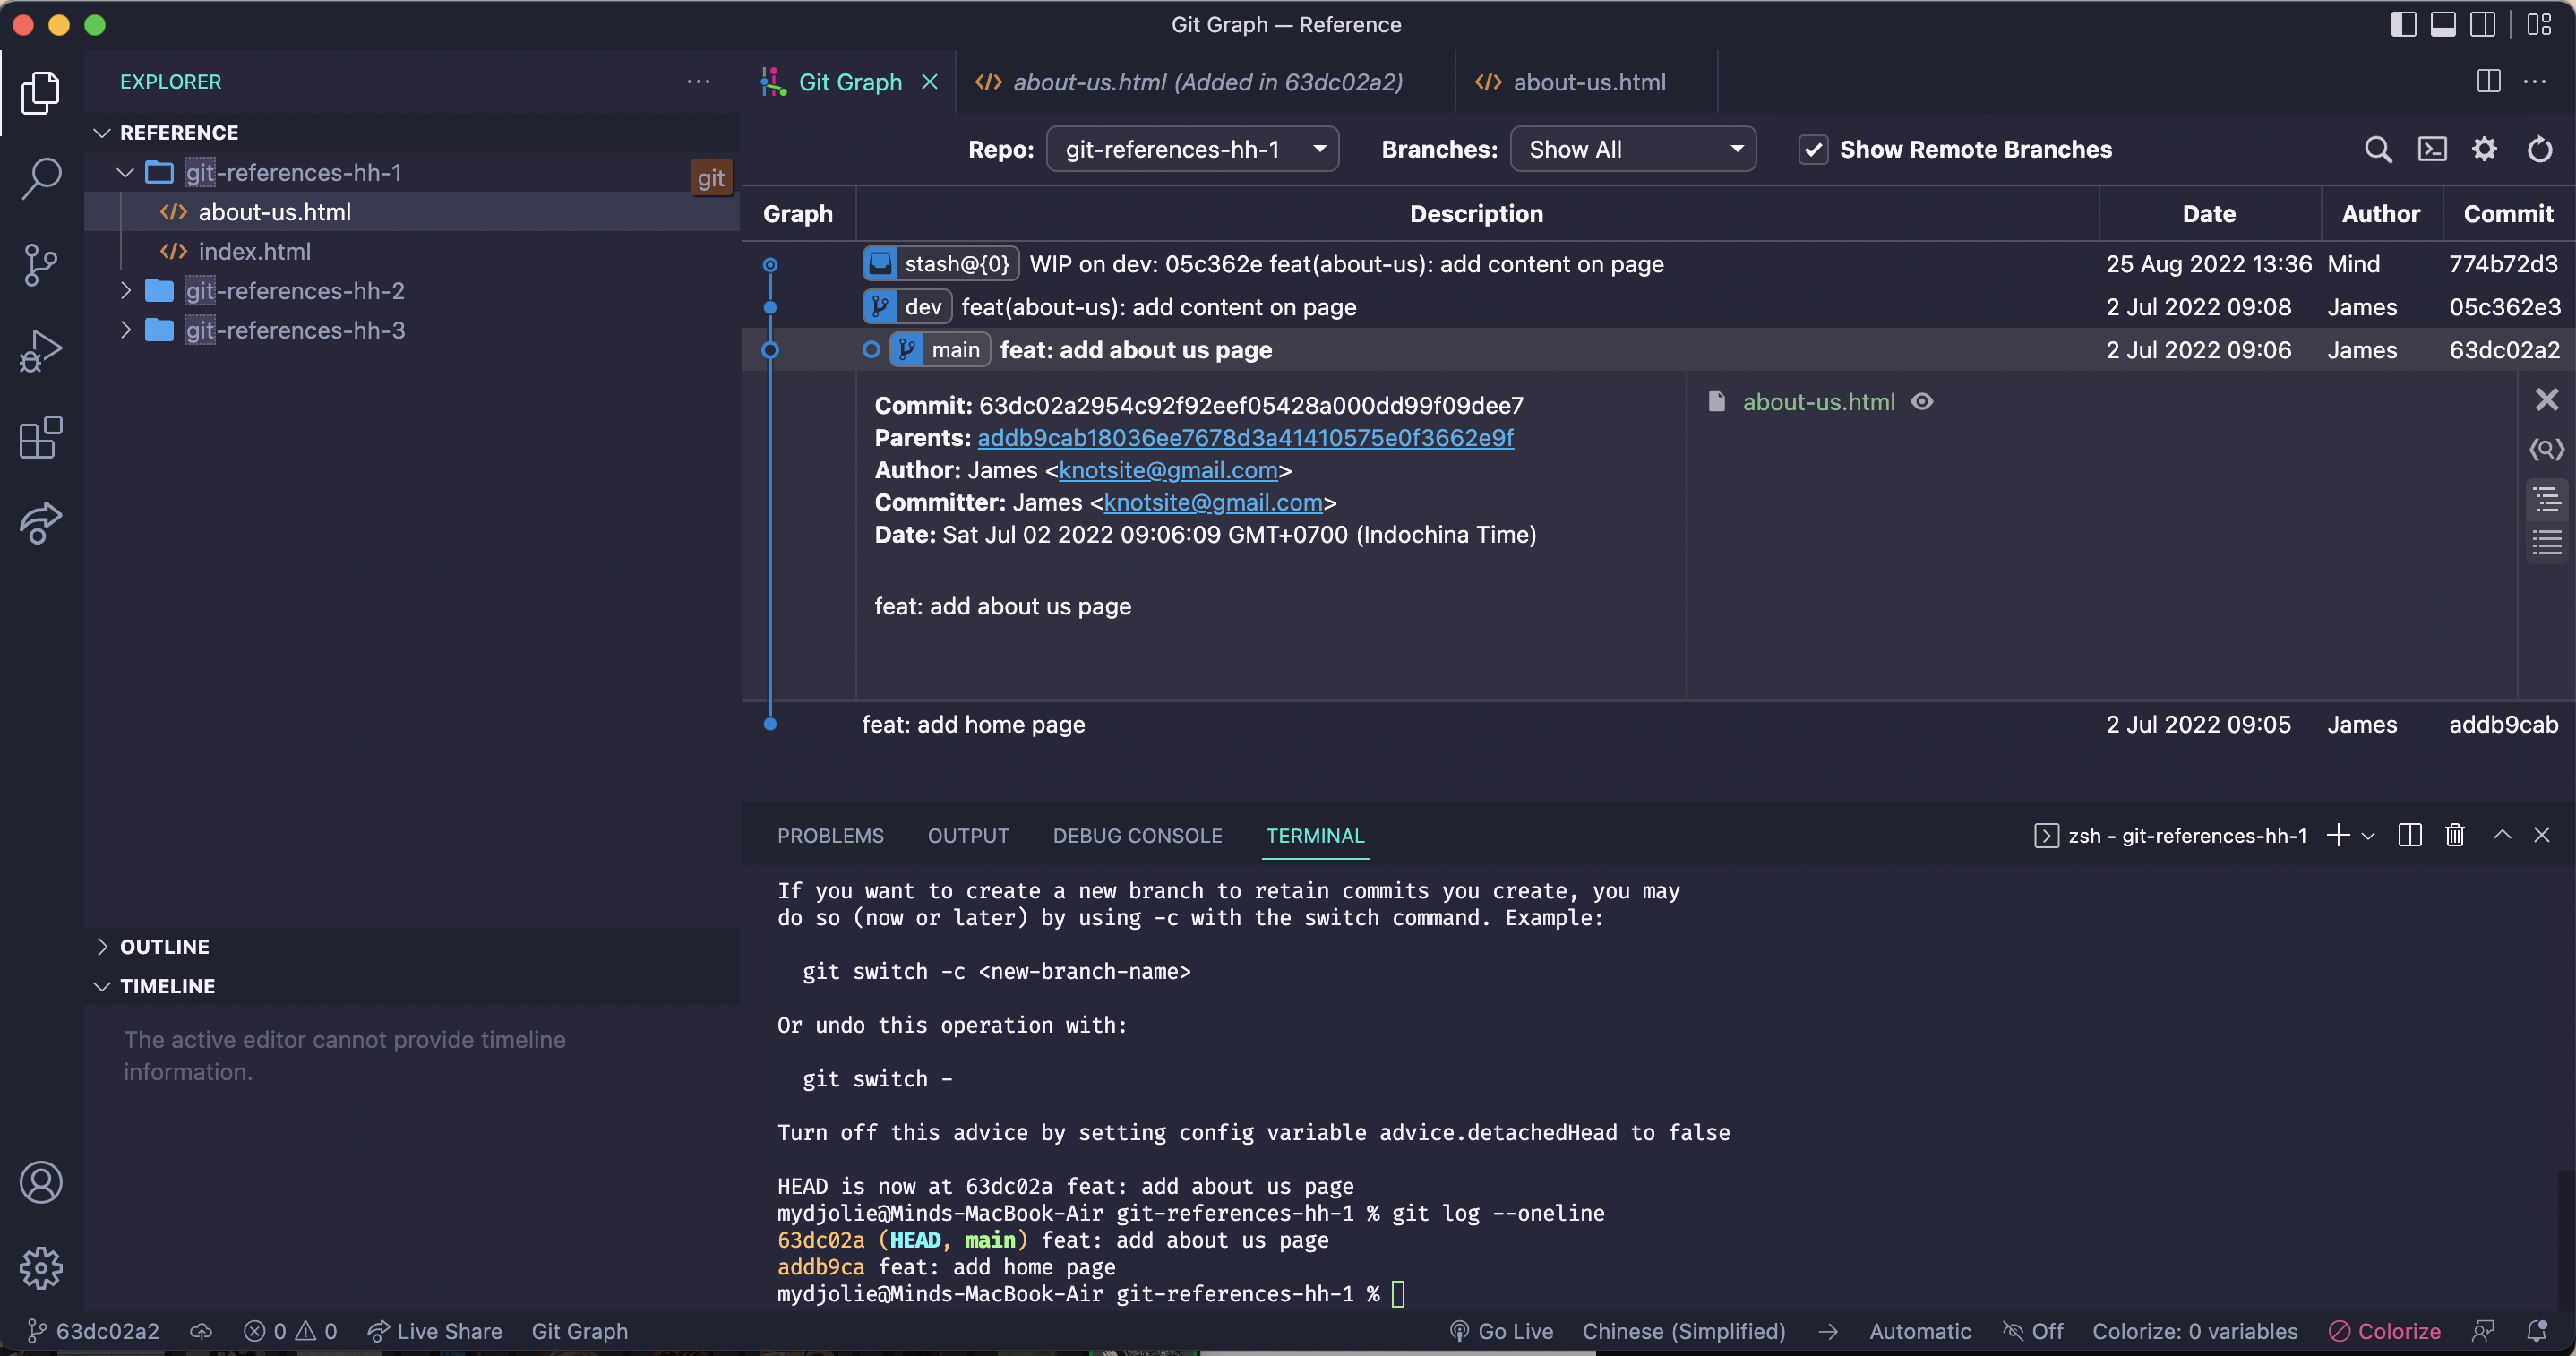 Git Graph — Reference
EXPLORER
Git Graph
about-us.html (Added in 63dc02a2)
about-us.html
REFERENCE
git-references-hh-1
git
about-us.html
index.html
git-references-hh-2
git-references-hh-3
Repo: git-references-hh-1 Branches: Show All Show Remote Branches
Graph Description Date Author Commit
stash@{0} WIP on dev: 05c362e feat(about-us): add content on page 25 Aug 2022 13:36 Mind 774b72d3
dev feat(about-us): add content on page 2 Jul 2022 09:08 James 05c362e3
main feat: add about us page 2 Jul 2022 09:06 James 63dc02a2
Commit: 63dc02a2954c92f92eef05428a000dd99f09dee7
Parents: addb9cab18036ee7678d3a41410575e0f3662e9f
Author: James <knotsite@gmail.com>
Committer: James <knotsite@gmail.com>
Date: Sat Jul 02 2022 09:06:09 GMT+0700 (Indochina Time)
feat: add about us page
about-us.html
feat: add home page 2 Jul 2022 09:05 James addb9cab
PROBLEMS OUTPUT DEBUG CONSOLE TERMINAL zsh - git-references-hh-1
If you want to create a new branch to retain commits you create, you may
do so (now or later) by using -c with the switch command. Example:
git switch -c <new-branch-name>
Or undo this operation with:
git switch -
Turn off this advice by setting config variable advice.detachedHead to false
HEAD is now at 63dc02a feat: add about us page
mydjolie@Minds-MacBook-Air git-references-hh-1 % git log --oneline
63dc02a (HEAD, main) feat: add about us page
addb9ca feat: add home page
mydjolie@Minds-MacBook-Air git-references-hh-1 %
OUTLINE
TIMELINE
The active editor cannot provide timeline
information.
63dc02a2 0 0 Live Share Git Graph Go Live Chinese (Simplified) → Automatic Off Colorize: 0 variables Colorize